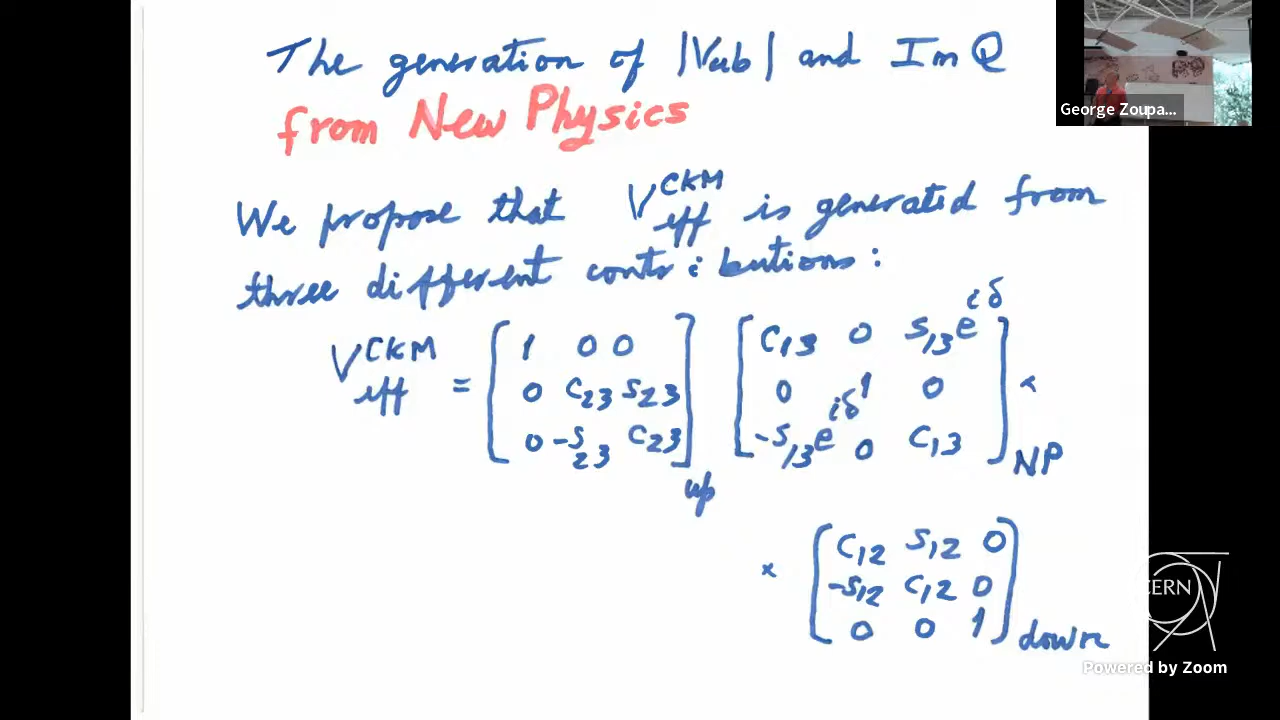 The generation of |Vub| and Im Q
from New Physics
George Zoupa...
We propose that V^CKM_eff is generated from
three different contributions:
V^CKM_eff = [1 0 0; 0 c23 s23; 0 -s23 c23]_up [c13 0 s13 e^iδ; 0 1 0; -s13 e^iδ 0 c13]_NP ×
× [c12 s12 0; -s12 c12 0; 0 0 1]_down
CERN
Powered by Zoom